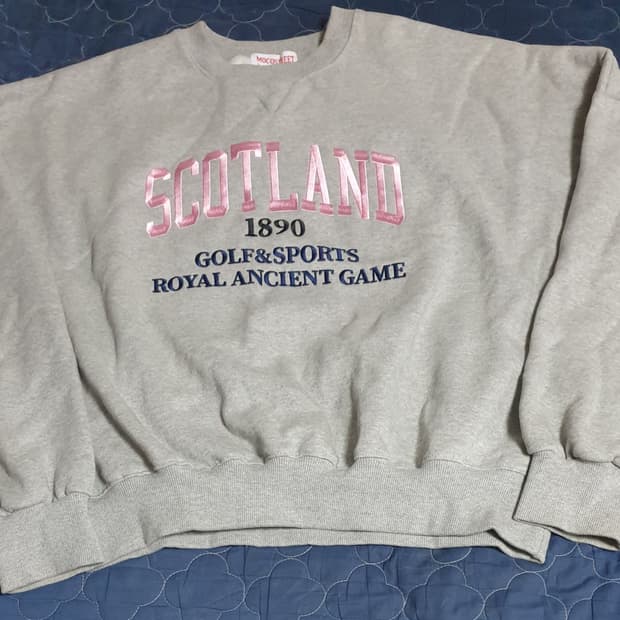 SCOTLAND
1890
GOLF&SPORTS
ROYAL ANCIENT GAME